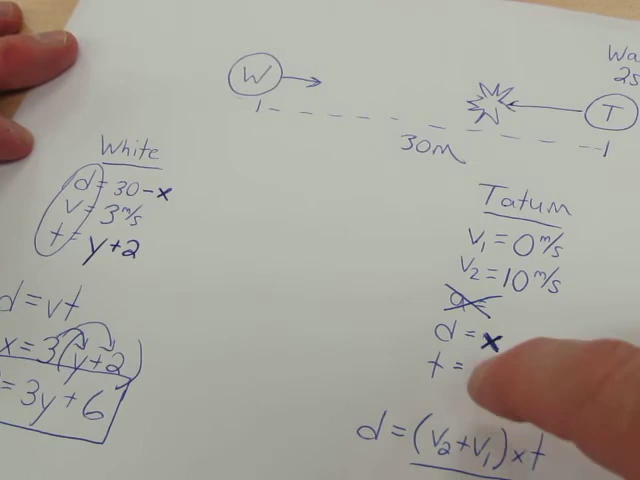 W
T
30m
White
d = 30 - x
v = 3 m/s
t = y + 2
d = vt
x = 3(y+2)
= 3y + 6
Tatum
V₁ = 0 m/s
V₂ = 10 m/s
d = x
t =
d = (V₂ + V₁) x t